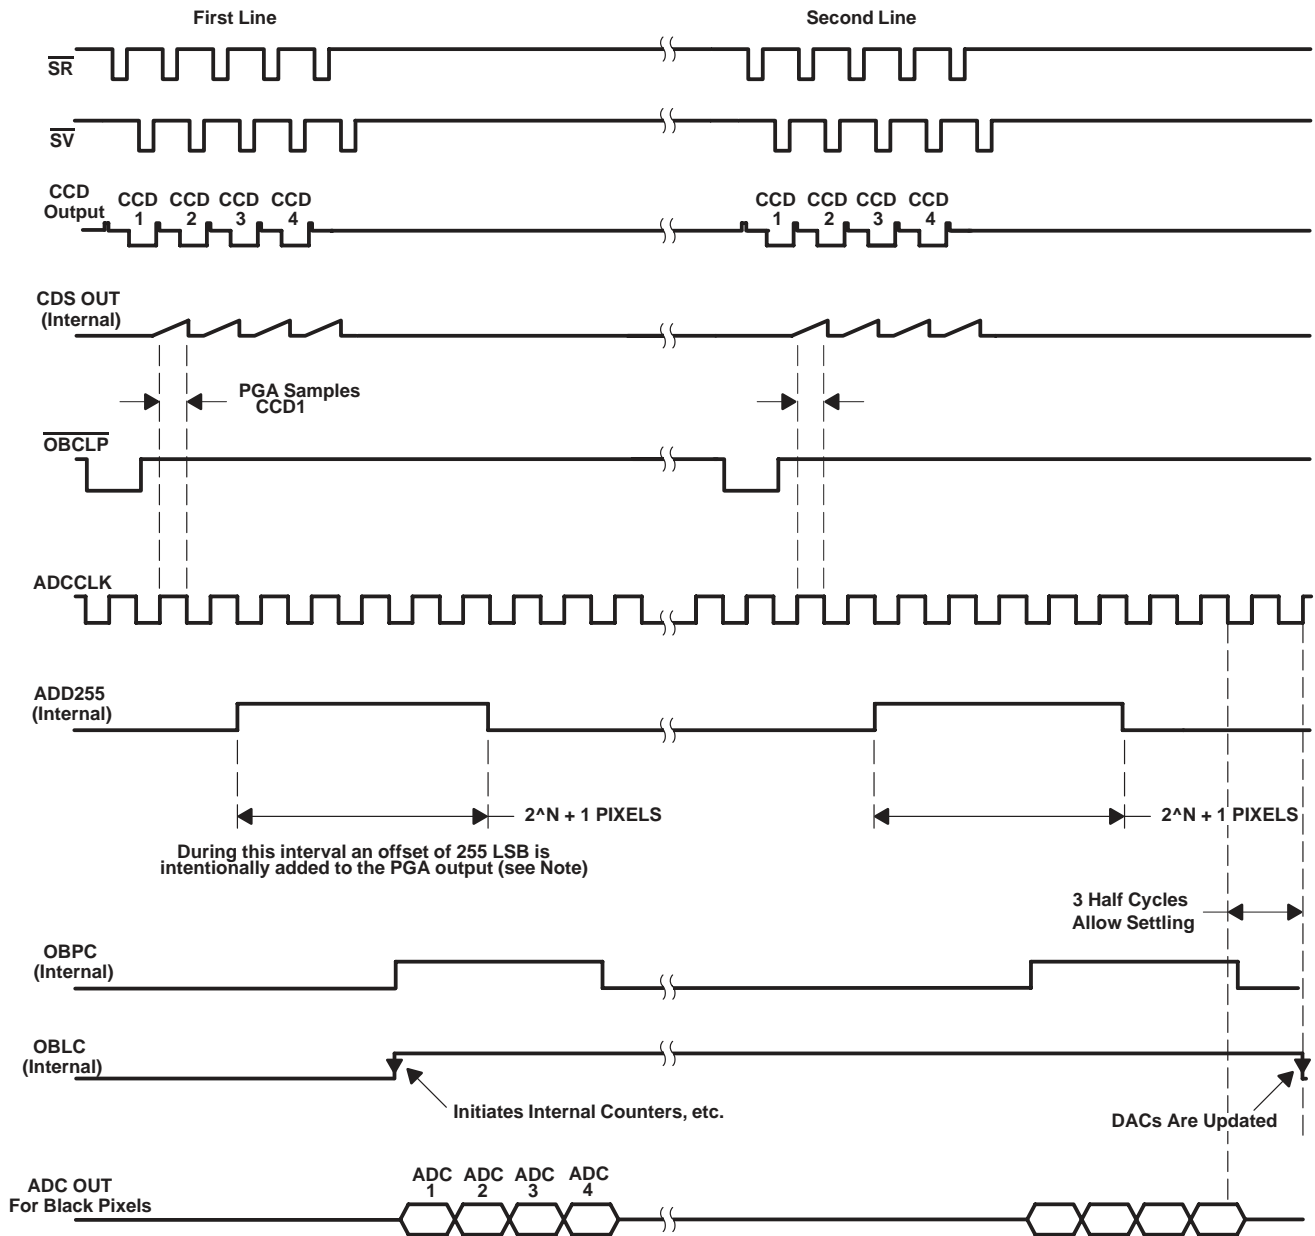 First Line
Second Line
SR
SV
CCD
Output
CCD
1
CCD
2
CCD
3
CCD
4
CCD
1
CCD
2
CCD
3
CCD
4
CDS OUT
(Internal)
PGA Samples
CCD1
OBCLP
ADCCLK
ADD255
(Internal)
2^N + 1 PIXELS
2^N + 1 PIXELS
During this interval an offset of 255 LSB is
intentionally added to the PGA output (see Note)
3 Half Cycles
Allow Settling
OBPC
(Internal)
OBLC
(Internal)
Initiates Internal Counters, etc.
DACs Are Updated
ADC OUT
For Black Pixels
ADC
1
ADC
2
ADC
3
ADC
4